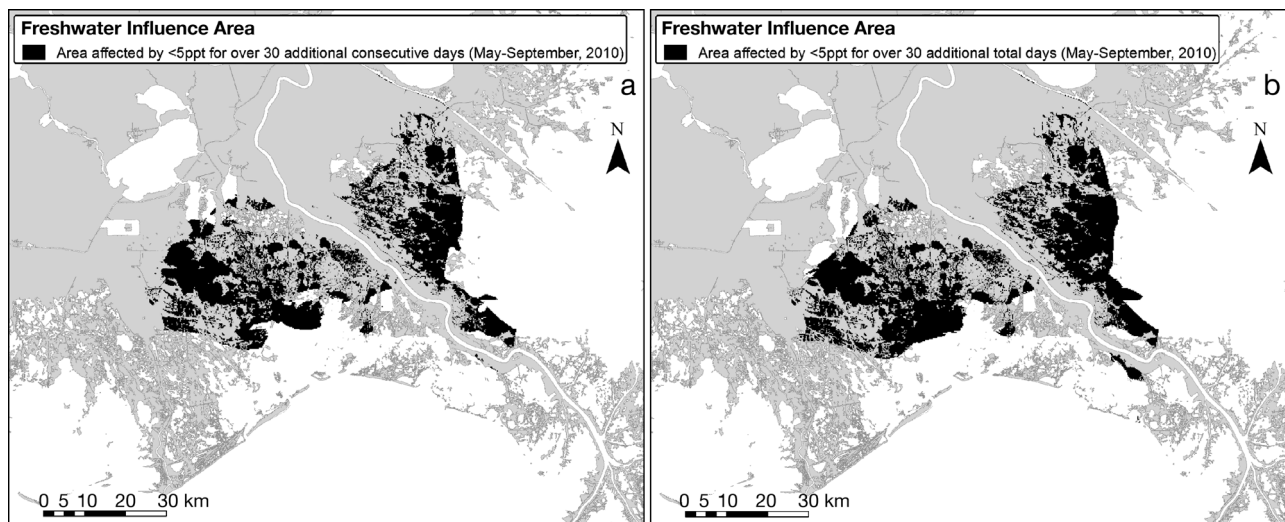 Freshwater Influence Area
Area affected by <5ppt for over 30 additional consecutive days (May-September, 2010)
a
N
0 5 10 20 30 km
Freshwater Influence Area
Area affected by <5ppt for over 30 additional total days (May-September, 2010)
b
N
0 5 10 20 30 km